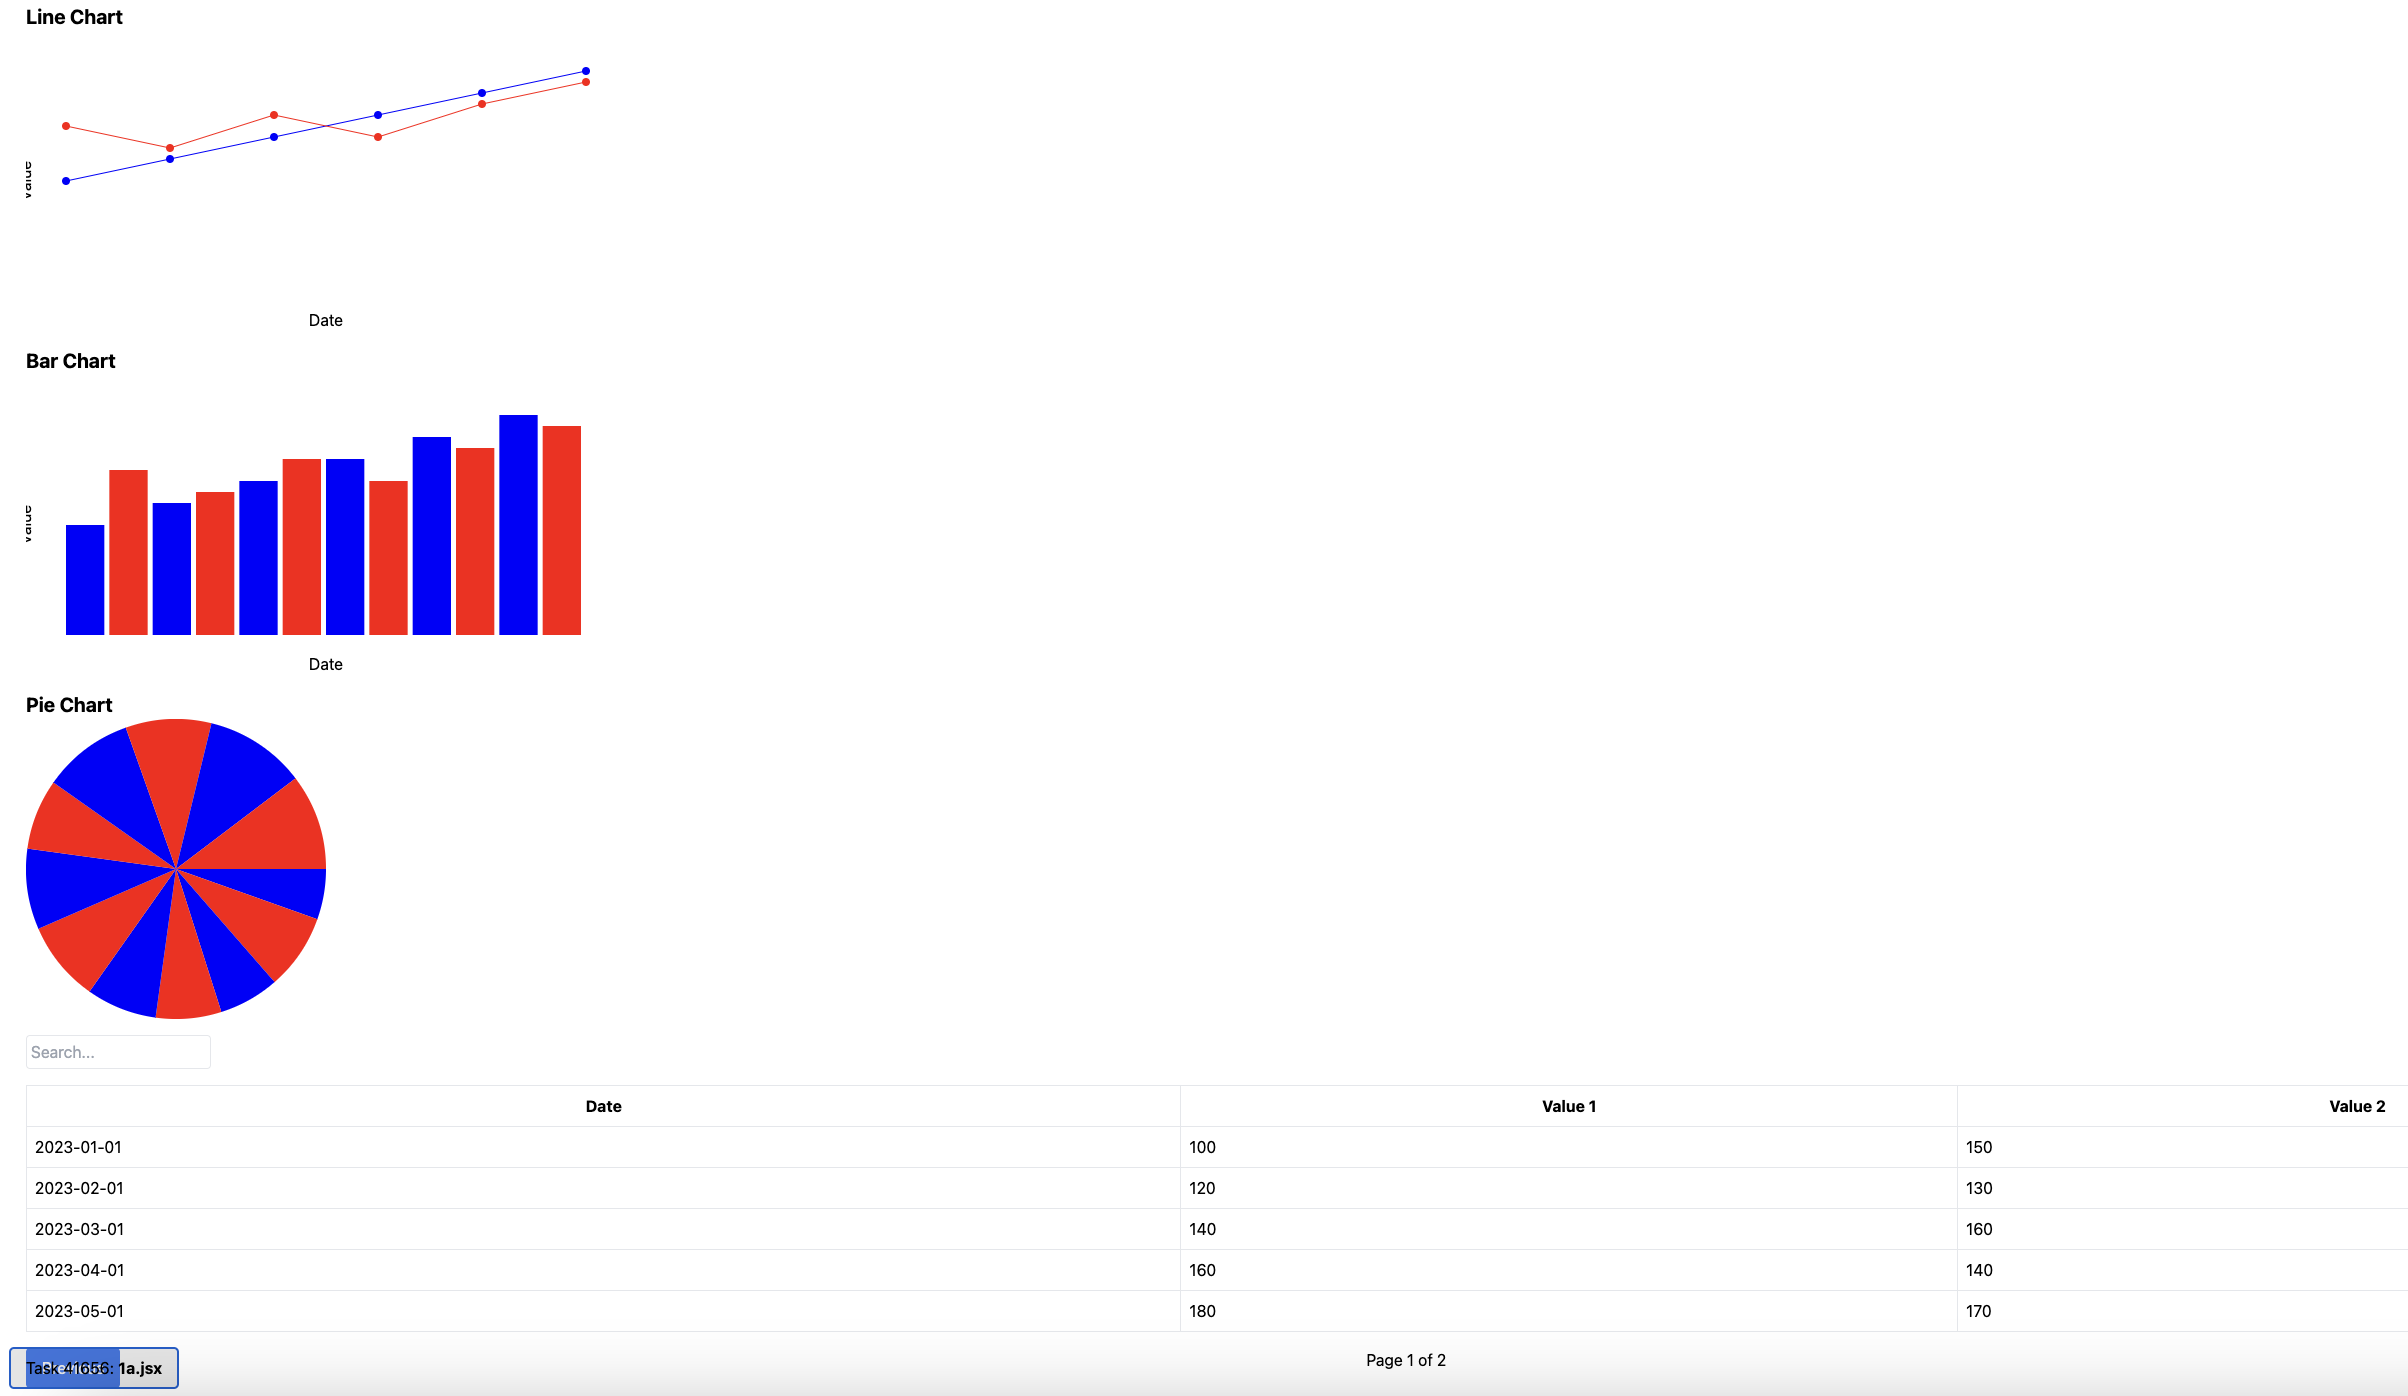 Line Chart
Value
Date
Bar Chart
Value
Date
Pie Chart
Search...
Date Value 1 Value 2
2023-01-01 100 150
2023-02-01 120 130
2023-03-01 140 160
2023-04-01 160 140
2023-05-01 180 170
Task 41656: 1a.jsx
Page 1 of 2